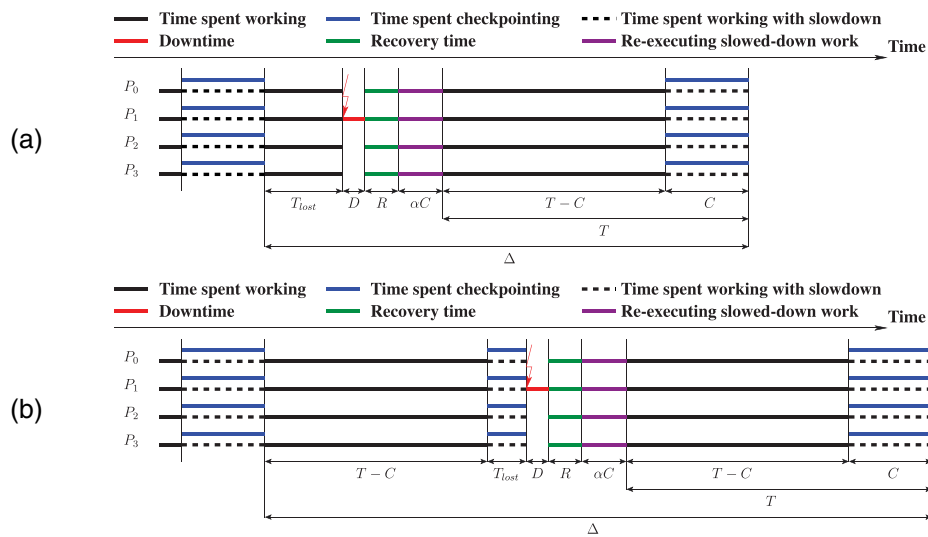 Time spent working Time spent checkpointing Time spent working with slowdown
Downtime Recovery time Re-executing slowed-down work
Time
(a)
P0
P1
P2
P3
Tlost D R αC T − C C
T
Δ
Time spent working Time spent checkpointing Time spent working with slowdown
Downtime Recovery time Re-executing slowed-down work
Time
(b)
P0
P1
P2
P3
T − C Tlost D R αC T − C C
T
Δ